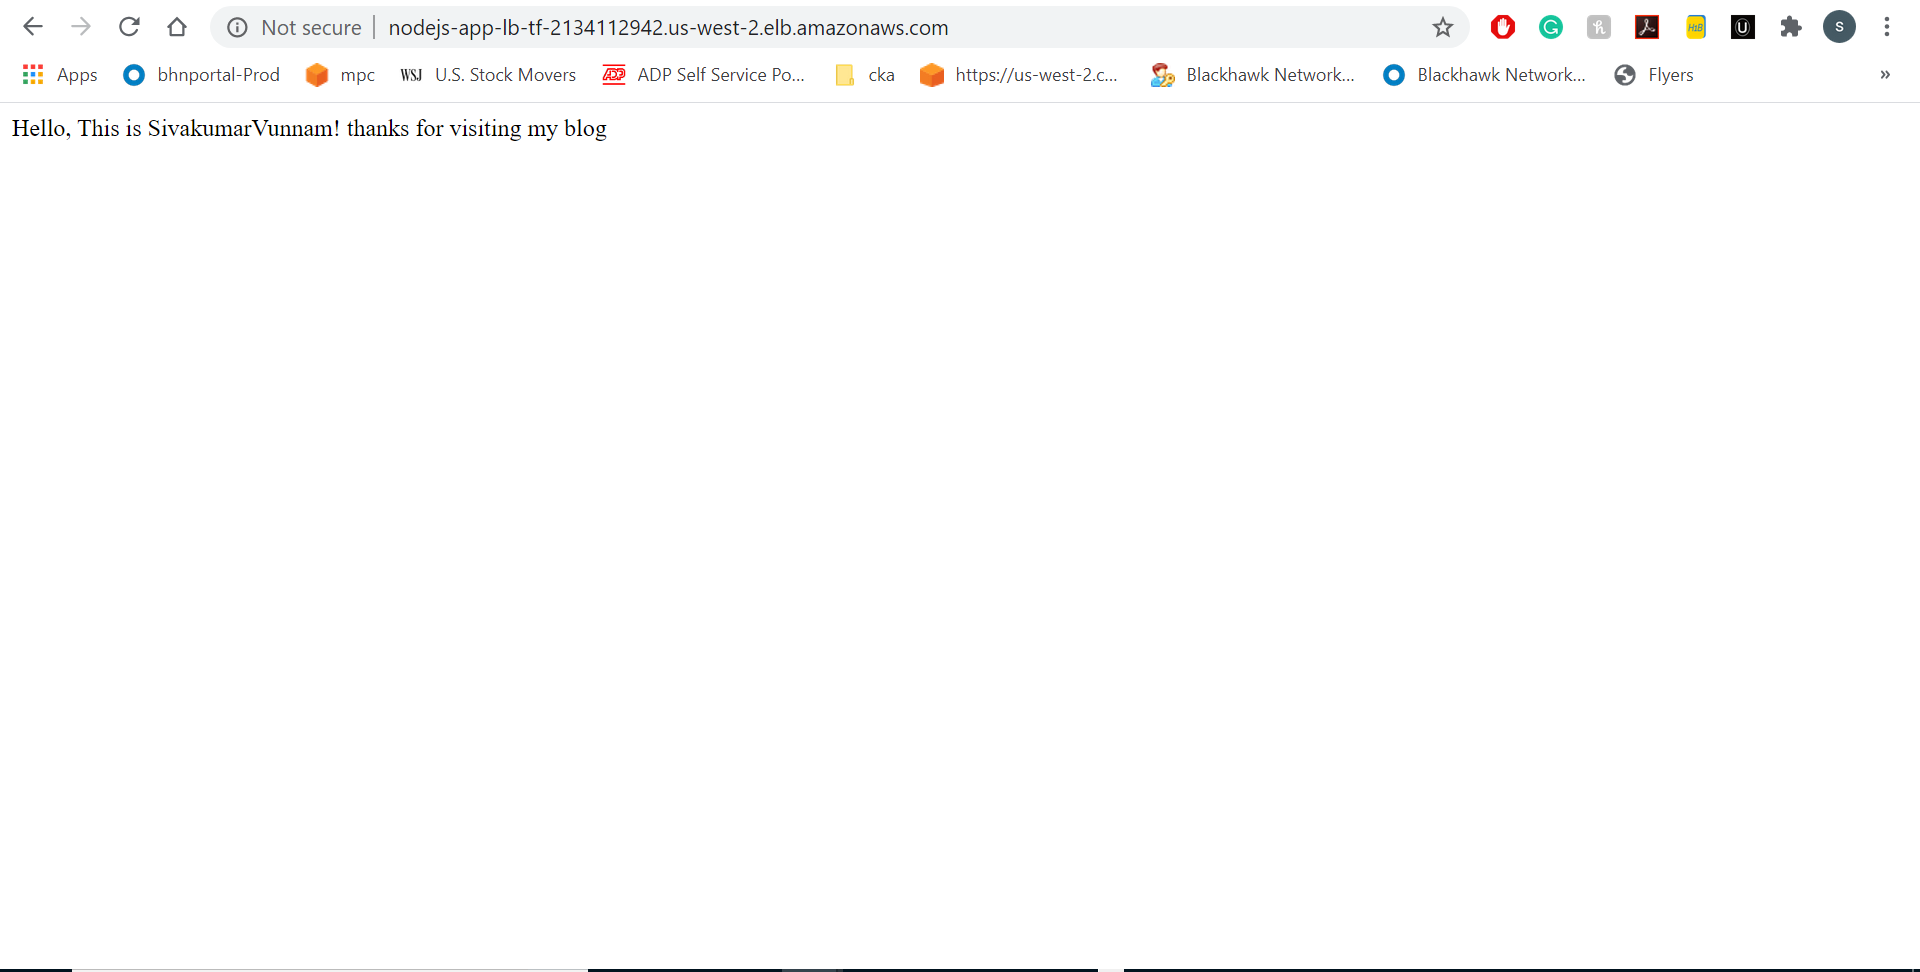 Not secure | nodejs-app-lb-tf-2134112942.us-west-2.elb.amazonaws.com H1B U S
Apps bhnportal-Prod mpc WSJ U.S. Stock Movers ADP ADP Self Service Po... cka https://us-west-2.c... Blackhawk Network... Blackhawk Network... Flyers »
Hello, This is SivakumarVunnam! thanks for visiting my blog